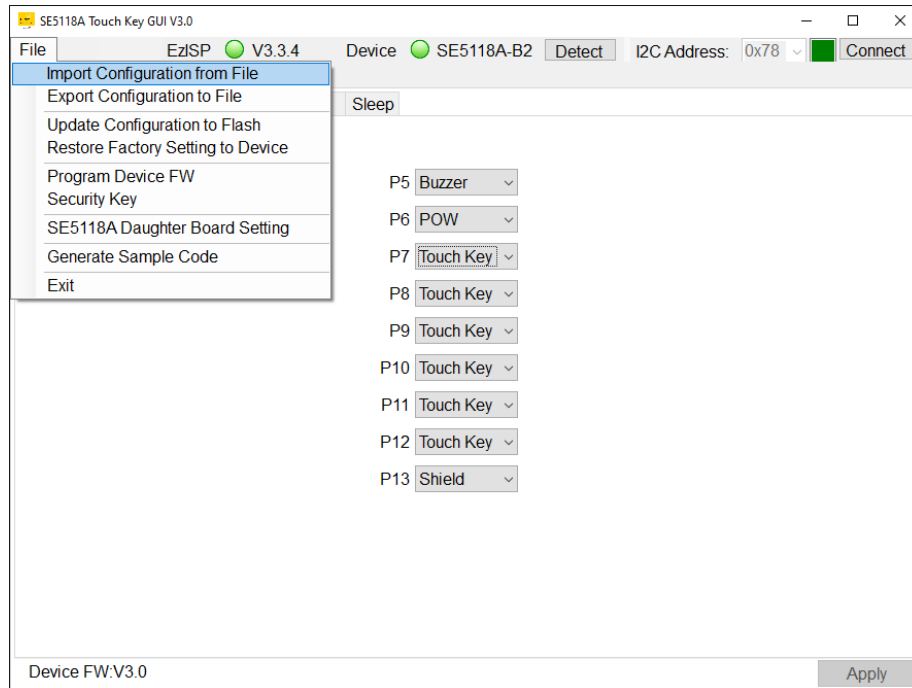 SE5118A Touch Key GUI V3.0
File EzISP V3.3.4 Device SE5118A-B2 Detect I2C Address: 0x78 Connect
Import Configuration from File
Export Configuration to File
Sleep
Update Configuration to Flash
Restore Factory Setting to Device
Program Device FW
Security Key
SE5118A Daughter Board Setting
Generate Sample Code
Exit
P5 Buzzer
P6 POW
P7 Touch Key
P8 Touch Key
P9 Touch Key
P10 Touch Key
P11 Touch Key
P12 Touch Key
P13 Shield
Device FW:V3.0
Apply